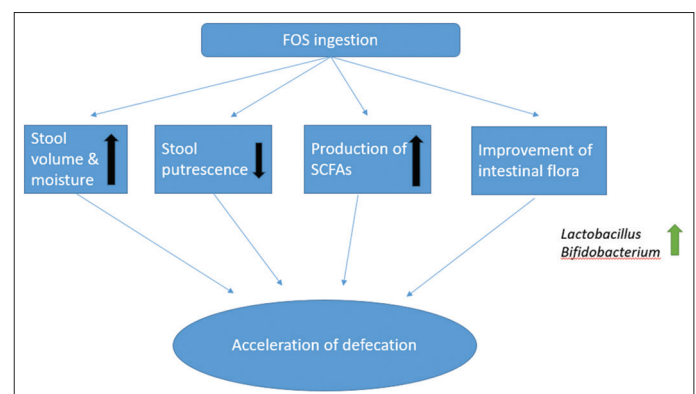 FOS ingestion
Stool
volume &
moisture
Stool
putrescence
Production of
SCFAs
Improvement of
intestinal flora
Lactobacillus
Bifidobacterium
Acceleration of defecation